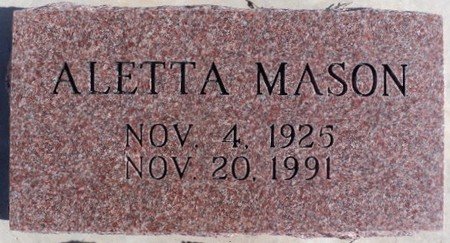 ALETTA MASON
NOV. 4, 1925
NOV 20, 1991